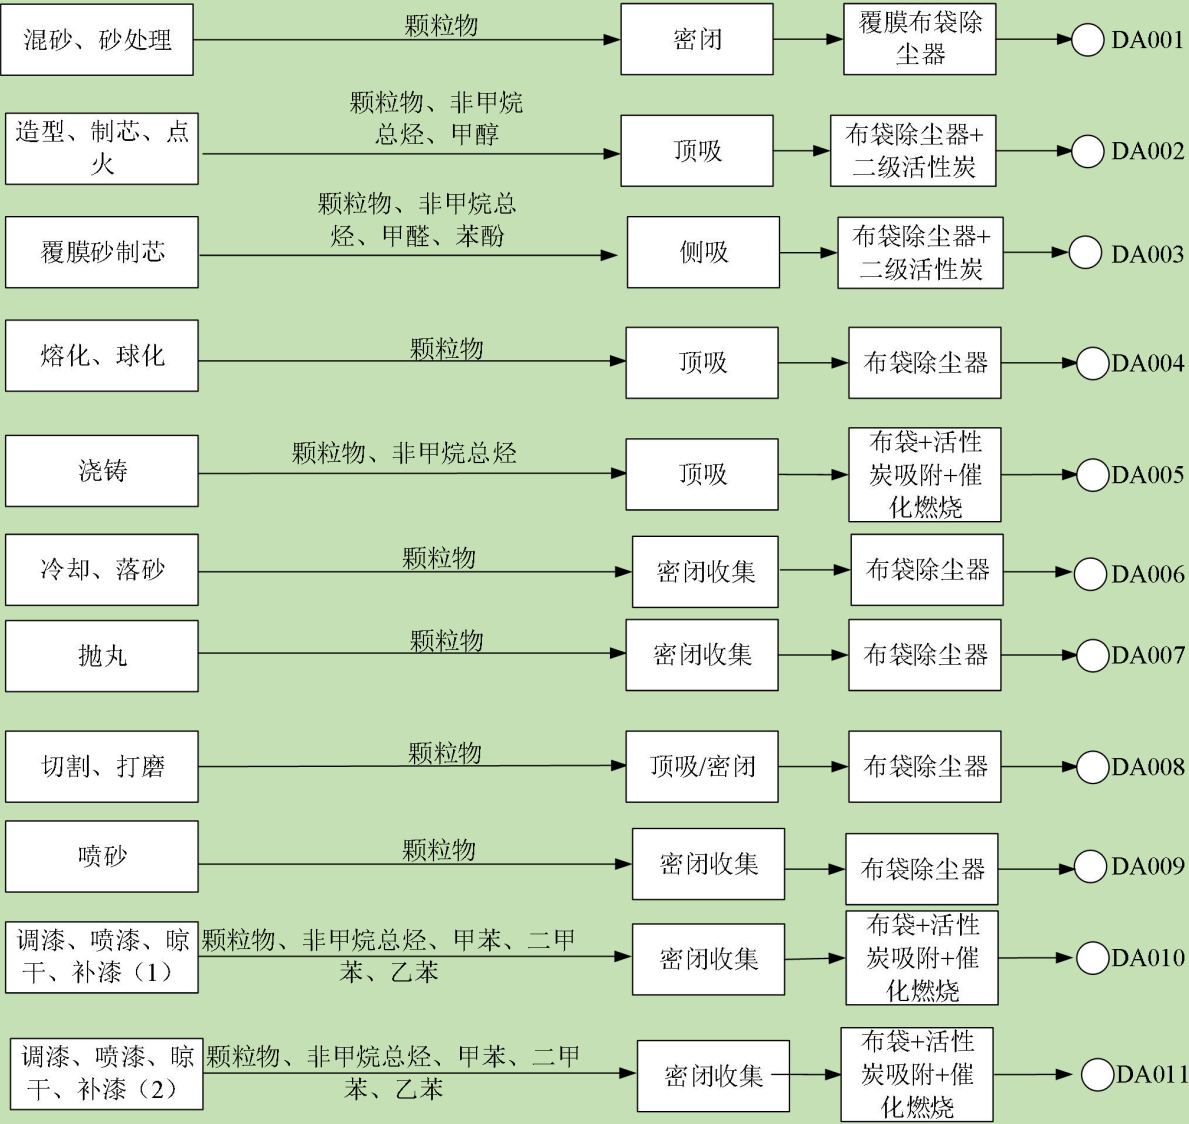 混砂、砂处理
颗粒物
密闭
覆膜布袋除
尘器
DA001
造型、制芯、点
火
颗粒物、非甲烷
总烃、甲醇
顶吸
布袋除尘器+
二级活性炭
DA002
覆膜砂制芯
颗粒物、非甲烷总
烃、甲醛、苯酚
侧吸
布袋除尘器+
二级活性炭
DA003
熔化、球化
颗粒物
顶吸
布袋除尘器
DA004
浇铸
颗粒物、非甲烷总烃
顶吸
布袋+活性
炭吸附+催
化燃烧
DA005
冷却、落砂
颗粒物
密闭收集
布袋除尘器
DA006
抛丸
颗粒物
密闭收集
布袋除尘器
DA007
切割、打磨
颗粒物
顶吸/密闭
布袋除尘器
DA008
喷砂
颗粒物
密闭收集
布袋除尘器
DA009
调漆、喷漆、晾
干、补漆（1）
颗粒物、非甲烷总烃、甲苯、二甲
苯、乙苯
密闭收集
布袋+活性
炭吸附+催
化燃烧
DA010
调漆、喷漆、晾
干、补漆（2）
颗粒物、非甲烷总烃、甲苯、二甲
苯、乙苯
密闭收集
布袋+活性
炭吸附+催
化燃烧
DA011